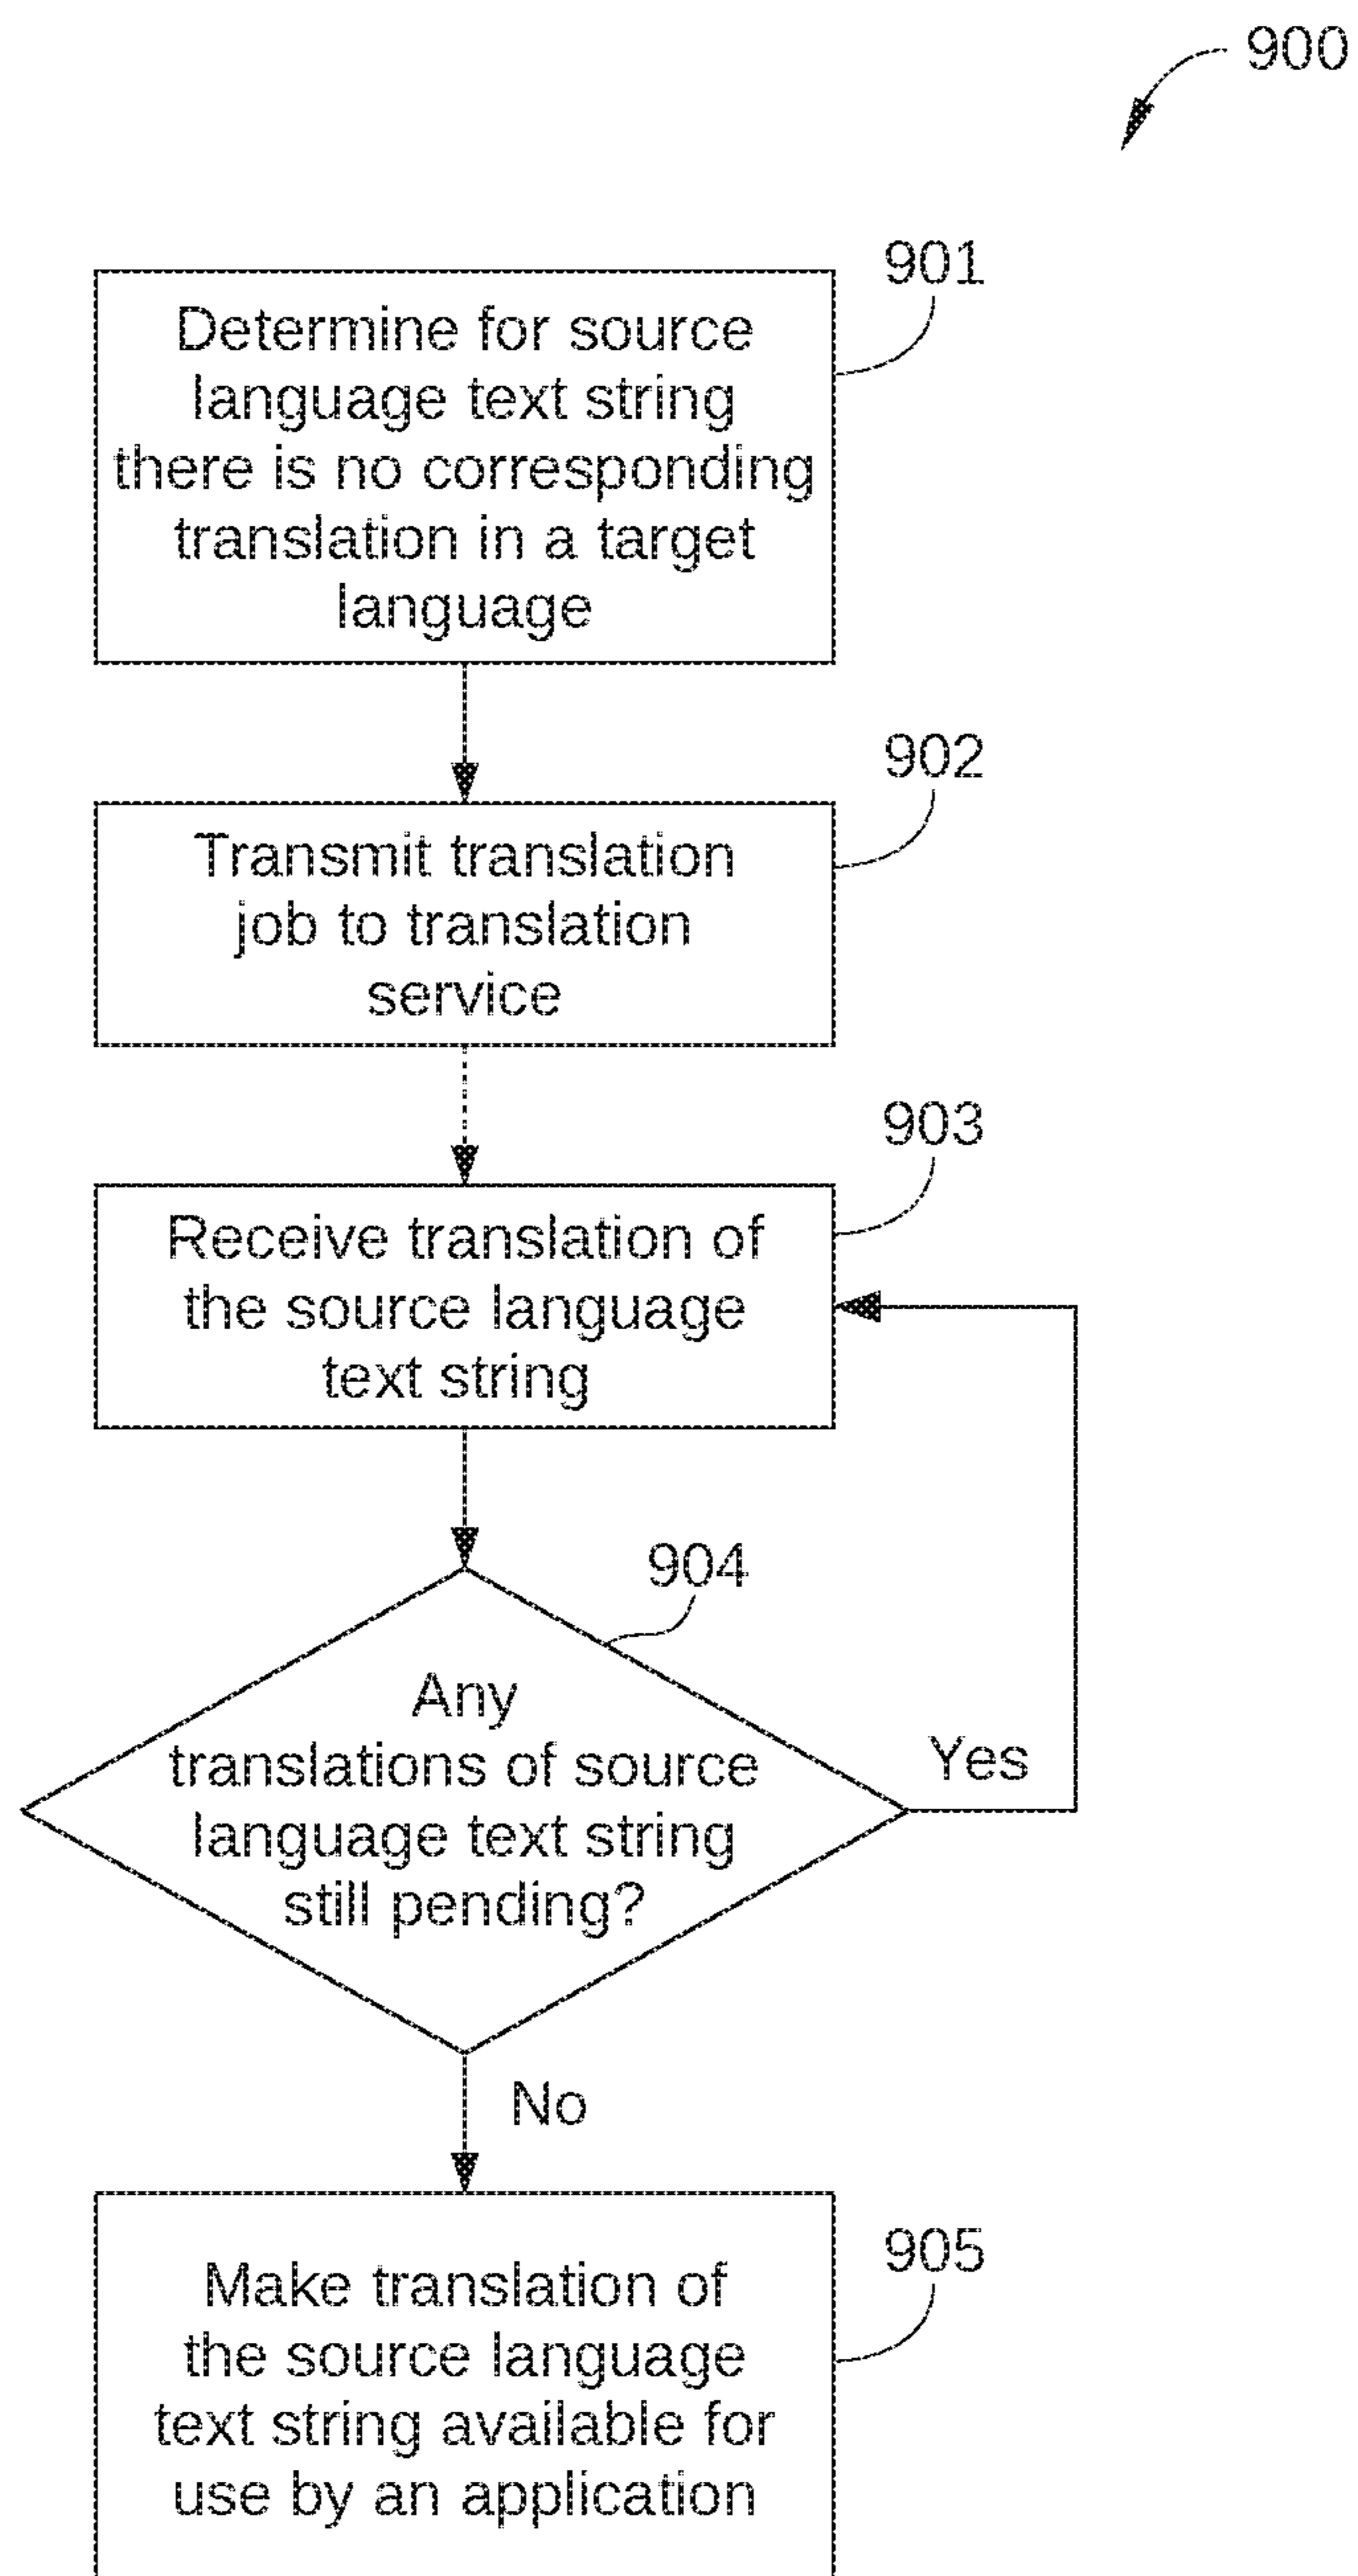 900
901
Determine for source
language text string
there is no corresponding
translation in a target
language
902
Transmit translation
job to translation
service
903
Receive translation of
the source language
text string
904
Any
translations of source
language text string
still pending?
Yes
No
905
Make translation of
the source language
text string available for
use by an application